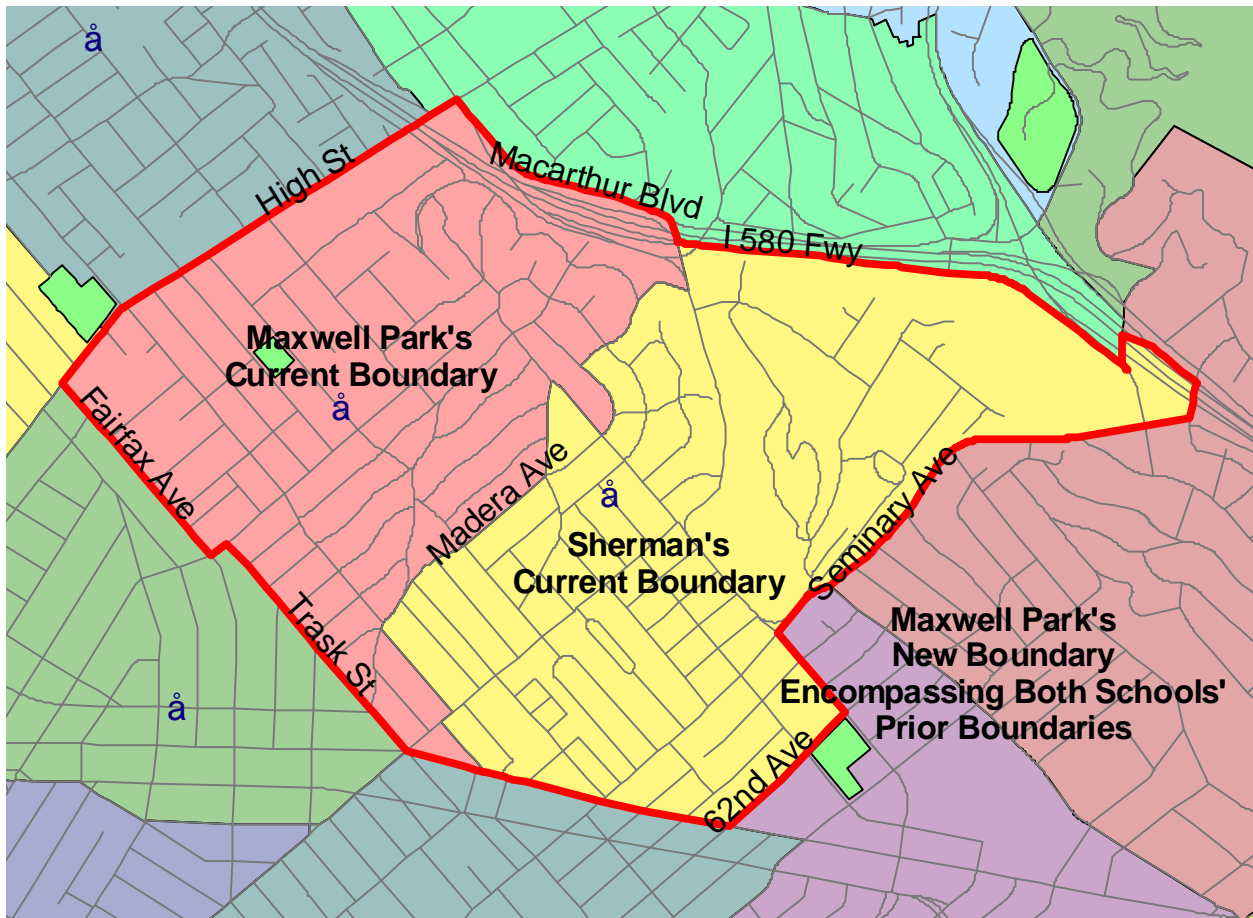 å
High St
Macarthur Blvd
I 580 Fwy
Maxwell Park's
Current Boundary
å
Fairfax Ave
Madera Ave
å
Sherman's
Current Boundary
Seminary Ave
Trask St
å
Maxwell Park's
New Boundary
Encompassing Both Schools'
Prior Boundaries
62nd Ave